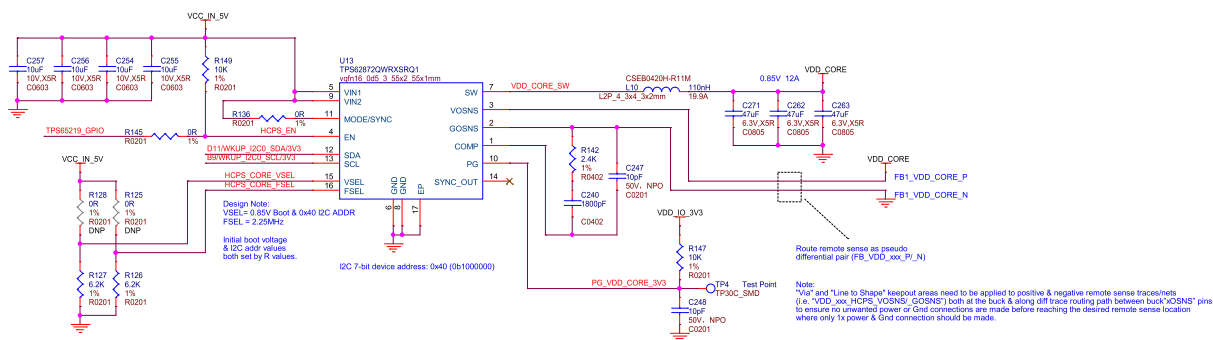 VCC_IN_5V
C257
10uF
10V,X5R
C0603
C256
10uF
10V,X5R
C0603
C254
10uF
10V,X5R
C0603
C255
10uF
10V,X5R
C0603
R149
10K
1%
R0201
U13
TPS62872QWRXSRQ1
vqfn16_0d5_3_55x2_55x1mm
5
VIN1
9
VIN2
11
MODE/SYNC
4
EN
12
SDA
13
SCL
15
VSEL
16
FSEL
SW
7
VOSNS
3
GOSNS
2
COMP
1
PG
10
SYNC_OUT
14
GND
GND
EP
6
8
17
R136
0R
R0201
1%
TPS65219_GPIO
R145
0R
R0201
1%
HCPS_EN
D11/WKUP_I2C0_SDA/3V3
B9/WKUP_I2C0_SCL/3V3
HCPS_CORE_VSEL
HCPS_CORE_FSEL
VCC_IN_5V
R128
0R
1%
R0201
DNP
R125
0R
1%
R0201
DNP
R127
6.2K
1%
R0201
R126
6.2K
1%
R0201
Design Note:
VSEL= 0.85V Boot & 0x40 I2C ADDR
FSEL = 2.25MHz
Initial boot voltage
& I2C addr values
both set by R values.
I2C 7-bit device address: 0x40 (0b1000000)
VDD_CORE_SW
CSEB0420H-R11M
L10
110nH
L2P_4_3x4_3x2mm
19.9A
0.85V 12A
VDD_CORE
C271
47uF
6.3V,X5R
C0805
C262
47uF
6.3V,X5R
C0805
C263
47uF
6.3V,X5R
C0805
R142
2.4K
1%
R0402
C240
1800pF
C0402
C247
10pF
50V, NPO
C0201
VDD_CORE
FB1_VDD_CORE_P
FB1_VDD_CORE_N
Route remote sense as pseudo
differential pair (FB_VDD_xxx_P/_N)
VDD_IO_3V3
R147
10K
1%
R0201
PG_VDD_CORE_3V3
TP4
Test Point
TP30C_SMD
C248
10pF
50V, NPO
C0201
Note:
"Via" and "Line to Shape" keepout areas need to be applied to positive & negative remote sense traces/nets
(i.e. "VDD_xxx_HCPS_VOSNS/_GOSNS") both at the buck & along diff trace routing path between buck"xOSNS" pins
to ensure no unwanted power or Gnd connections are made before reaching the desired remote sense location
where only 1x power & Gnd connection should be made.